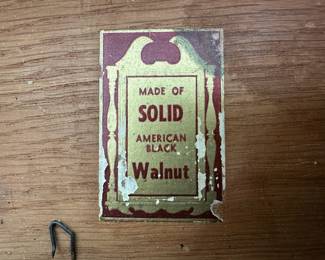 MADE OF
SOLID
AMERICAN
BLACK
Walnut